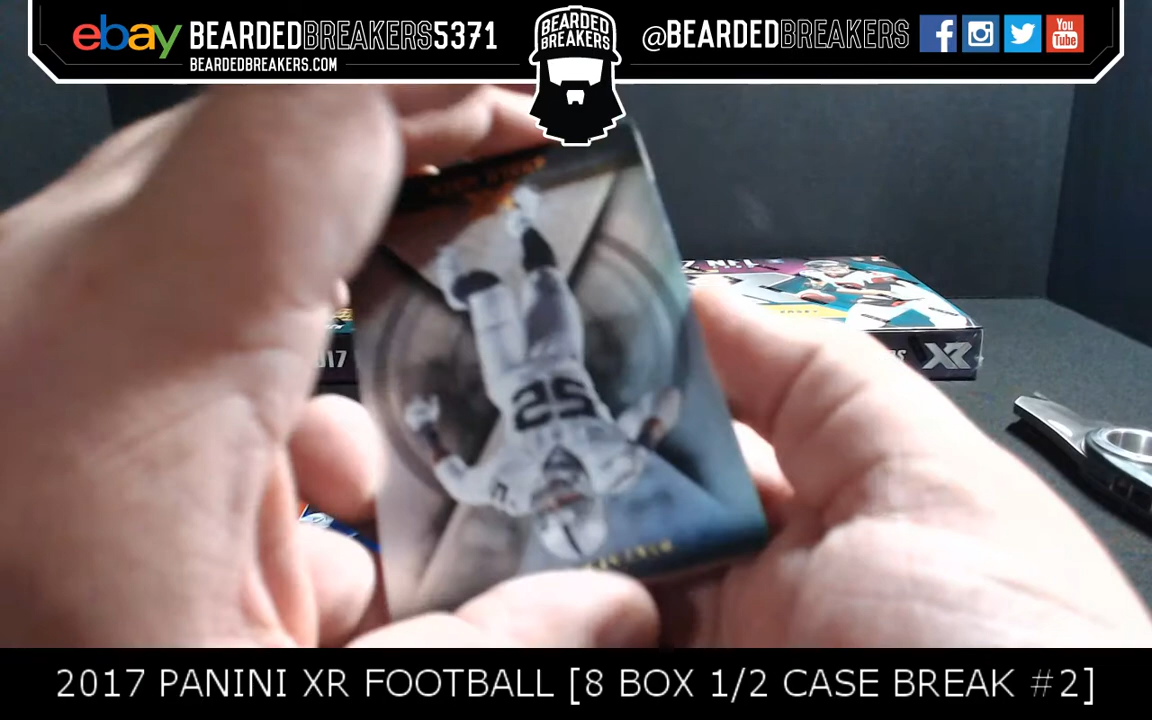 ebay BEARDEDBREAKERS5371
BEARDEDBREAKERS.COM
BEARDED
BREAKERS
@BEARDEDBREAKERS
You
Tube
25
XR
2017 PANINI XR FOOTBALL [8 BOX 1/2 CASE BREAK #2]